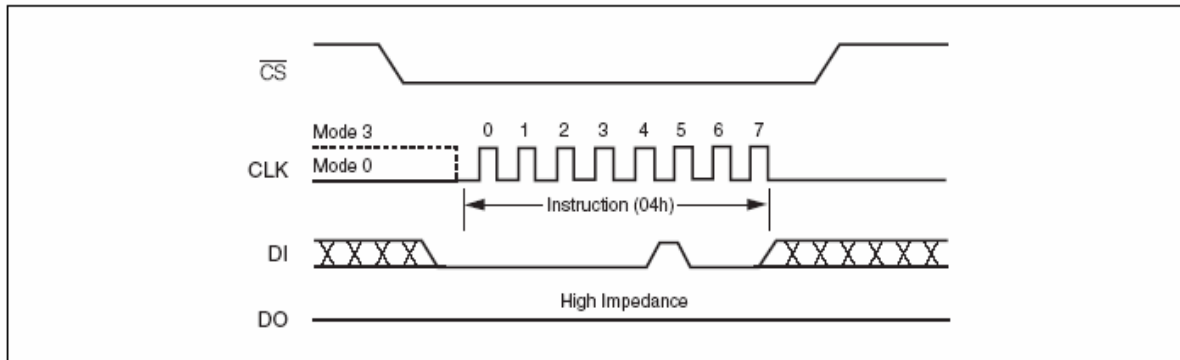 CS
Mode 3
0 1 2 3 4 5 6 7
CLK
Mode 0
Instruction (04h)
DI
High Impedance
DO